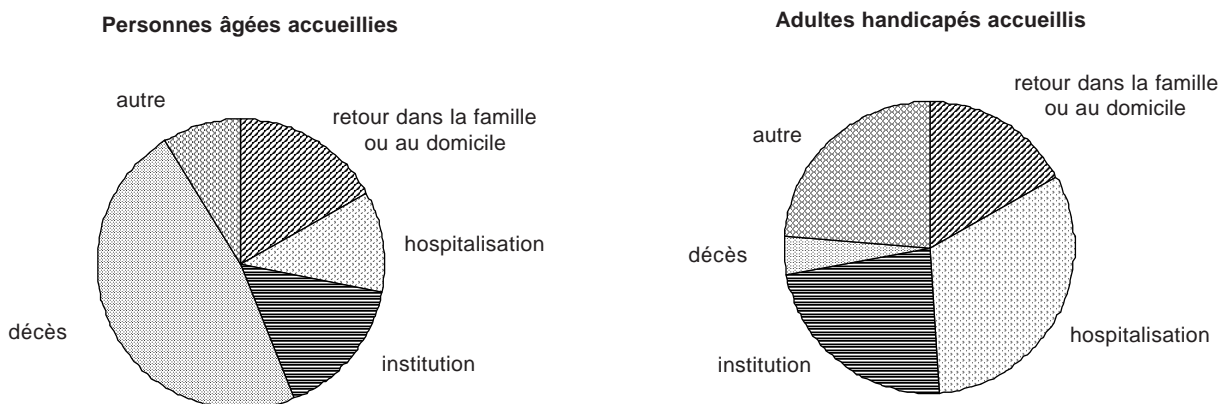 Personnes âgées accueillies
autre
retour dans la famille
ou au domicile
hospitalisation
décès
institution
Adultes handicapés accueillis
retour dans la famille
ou au domicile
autre
décès
hospitalisation
institution